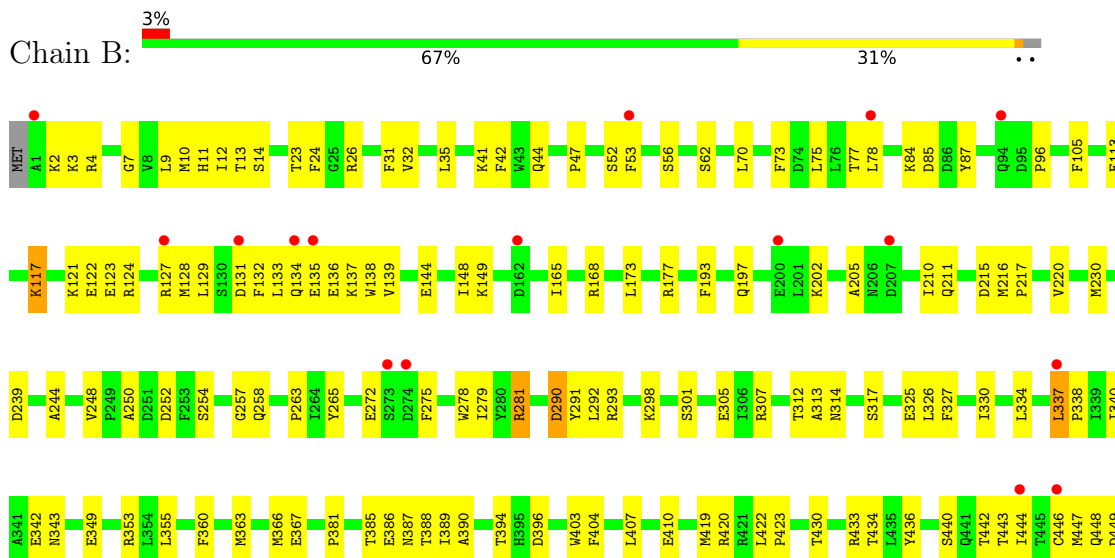 3%
Chain B:
67% 31% • •
MET A1 K2 K3 R4 G7 V8 L9 M10 H11 I12 T13 S14 T23 F24 G25 R26 F31 V32 L35 K41 F42 W43 Q44 P47 S52 F53 S56 S62 L70 F73 D74 L75 L76 T77 L78 K84 D85 D86 Y87 Q94 D95 P96 F105
K117 K121 E122 E123 R124 R127 M128 L129 S130 D131 F132 L133 Q134 E135 E136 K137 W138 V139 E144 I148 K149 D162 I165 R168 L173 R177 F193 Q197 E200 L201 K202 A205 N206 D207 I210 Q211 D215 M216 P217 V220 M230
D239 A244 V248 P249 A250 D251 D252 F253 S254 G257 Q258 P263 I264 Y265 E272 S273 D274 F275 W278 I279 Y280 R281 D290 Y291 L292 R293 K298 S301 E305 I306 R307 T312 A313 N314 S317 E325 L326 F327 I330 L334 L337 P338 I339
A341 E342 N343 E349 R353 L354 L355 F360 M363 M366 E367 P381 T385 E386 N387 T388 I389 A390 T394 H395 D396 W403 F404 L407 E410 M419 R420 R421 L422 P423 T430 R433 T434 L435 Y436 S440 Q441 T442 T443 I444 T445 C446 M447 Q448